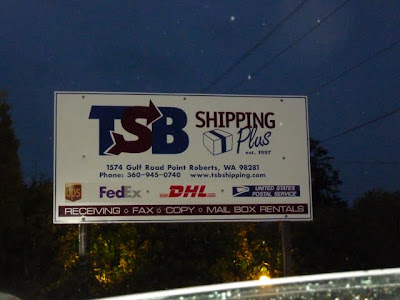 TSB SHIPPING
Plus
est. 1987
1574 Gulf Road Point Roberts, WA 98281
Phone: 360-945-0740 www.tsbshipping.com
ups FedEx DHL UNITED STATES
POSTAL SERVICE
RECEIVING FAX COPY MAIL BOX RENTALS